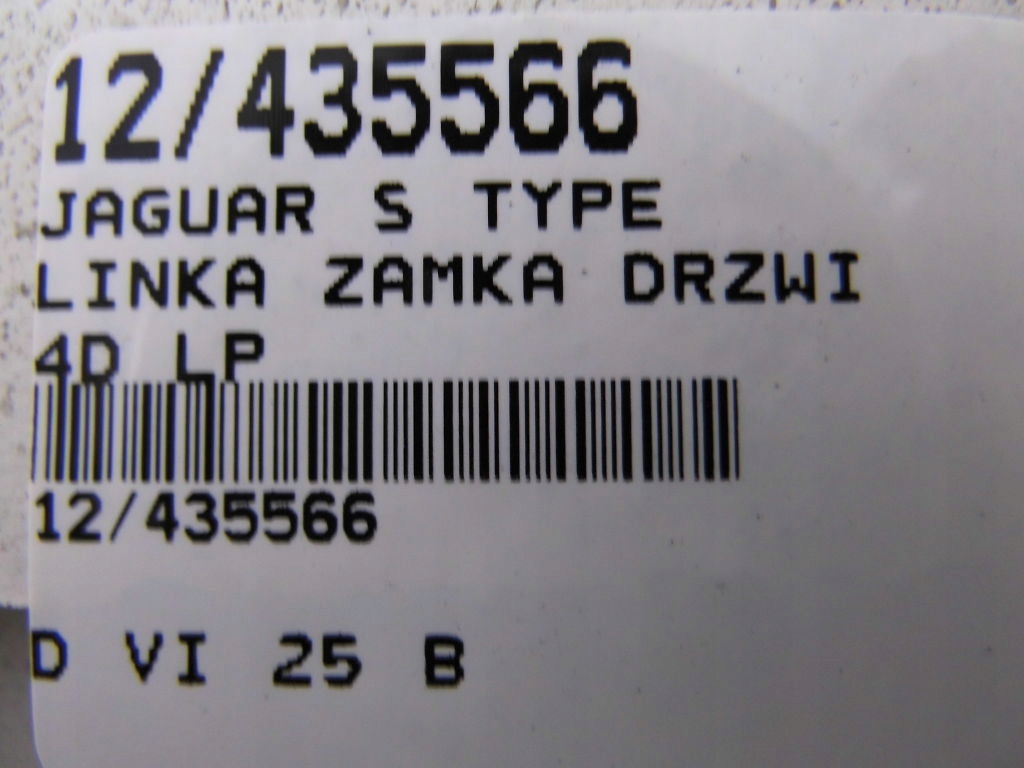 12/435566
JAGUAR S TYPE
LINKA ZAMKA DRZWI
4D LP
12/435566
D VI 25 B